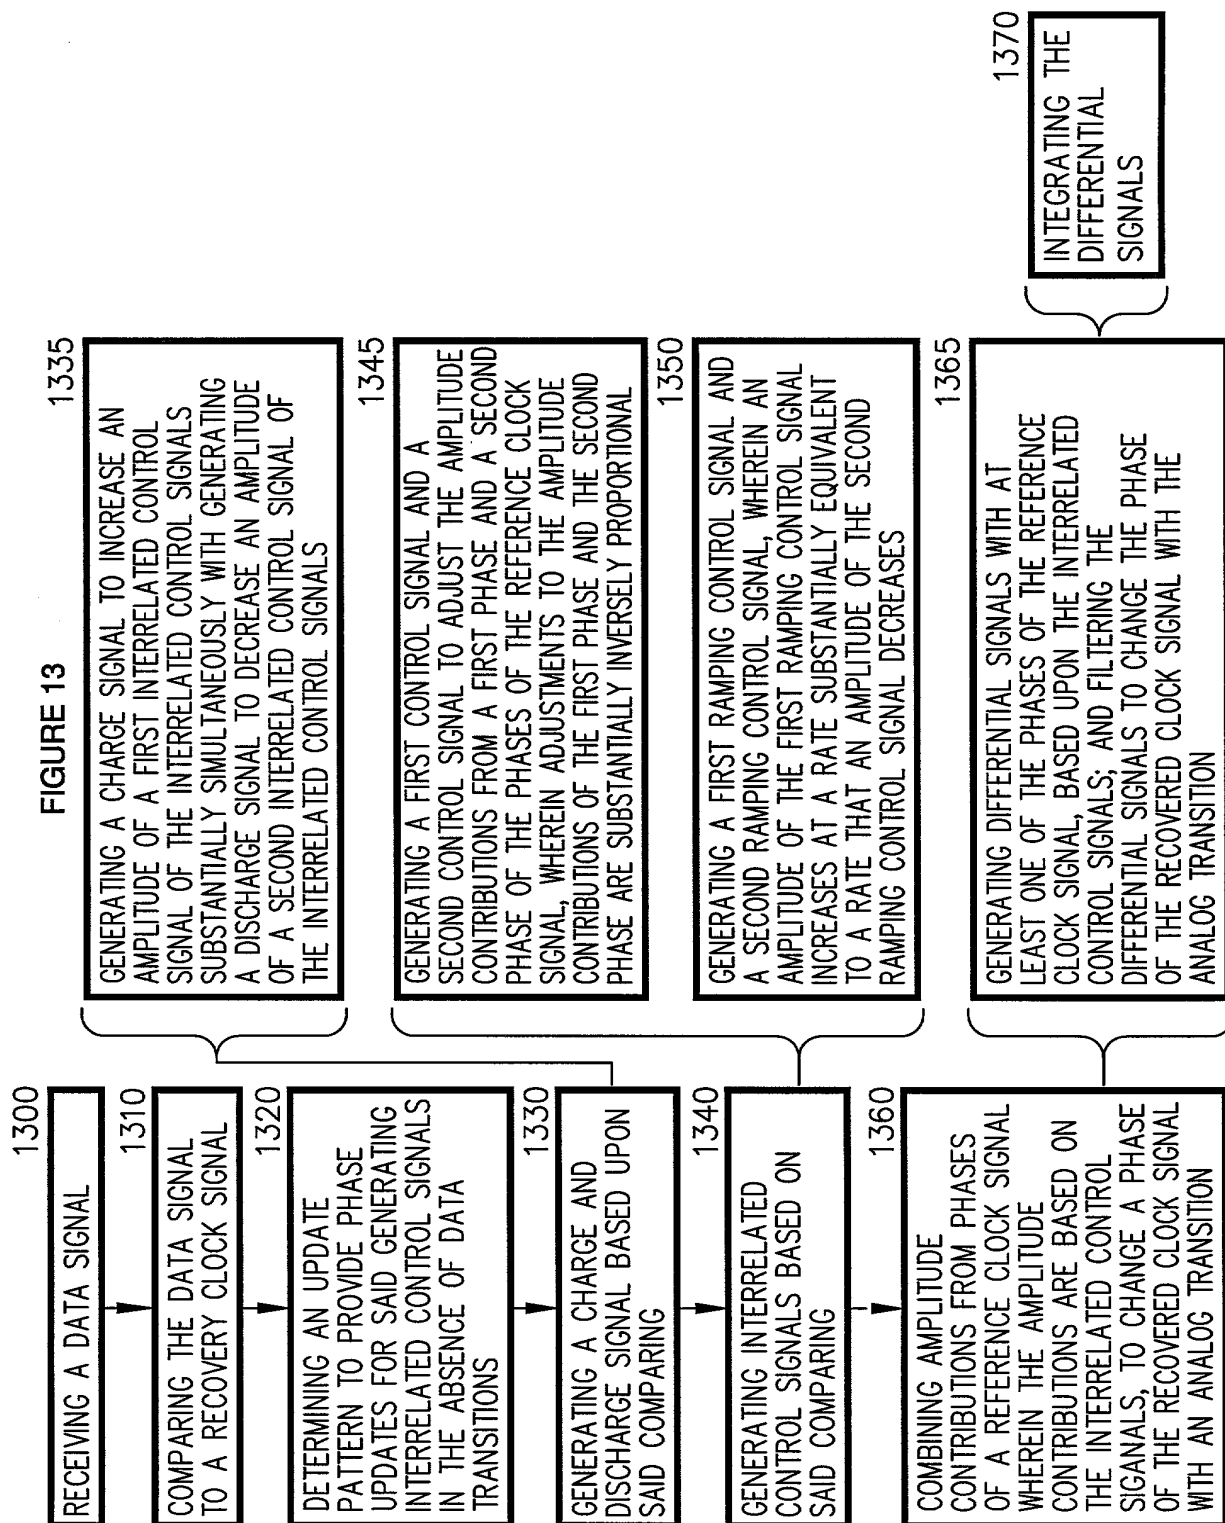 FIGURE 13
1300
RECEIVING A DATA SIGNAL
1310
COMPARING THE DATA SIGNAL
TO A RECOVERY CLOCK SIGNAL
1320
DETERMINING AN UPDATE
PATTERN TO PROVIDE PHASE
UPDATES FOR SAID GENERATING
INTERRELATED CONTROL SIGNALS
IN THE ABSENCE OF DATA
TRANSITIONS
1330
GENERATING A CHARGE AND
DISCHARGE SIGNAL BASED UPON
SAID COMPARING
1340
GENERATING INTERRELATED
CONTROL SIGNALS BASED ON
SAID COMPARING
1360
COMBINING AMPLITUDE
CONTRIBUTIONS FROM PHASES
OF A REFERENCE CLOCK SIGNAL
WHEREIN THE AMPLITUDE
CONTRIBUTIONS ARE BASED ON
THE INTERRELATED CONTROL
SIGANALS, TO CHANGE A PHASE
OF THE RECOVERED CLOCK SIGNAL
WITH AN ANALOG TRANSITION
1335
GENERATING A CHARGE SIGNAL TO INCREASE AN
AMPLITUDE OF A FIRST INTERRELATED CONTROL
SIGNAL OF THE INTERRELATED CONTROL SIGNALS
SUBSTANTIALLY SIMULTANEOUSLY WITH GENERATING
A DISCHARGE SIGNAL TO DECREASE AN AMPLITUDE
OF A SECOND INTERRELATED CONTROL SIGNAL OF
THE INTERRELATED CONTROL SIGNALS
1345
GENERATING A FIRST CONTROL SIGNAL AND A
SECOND CONTROL SIGNAL TO ADJUST THE AMPLITUDE
CONTRIBUTIONS FROM A FIRST PHASE AND A SECOND
PHASE OF THE PHASES OF THE REFERENCE CLOCK
SIGNAL, WHEREIN ADJUSTMENTS TO THE AMPLITUDE
CONTRIBUTIONS OF THE FIRST PHASE AND THE SECOND
PHASE ARE SUBSTANTIALLY INVERSELY PROPORTIONAL
1350
GENERATING A FIRST RAMPING CONTROL SIGNAL AND
A SECOND RAMPING CONTROL SIGNAL, WHEREIN AN
AMPLITUDE OF THE FIRST RAMPING CONTROL SIGNAL
INCREASES AT A RATE SUBSTANTIALLY EQUIVALENT
TO A RATE THAT AN AMPLITUDE OF THE SECOND
RAMPING CONTROL SIGNAL DECREASES
1365
GENERATING DIFFERENTIAL SIGNALS WITH AT
LEAST ONE OF THE PHASES OF THE REFERENCE
CLOCK SIGNAL, BASED UPON THE INTERRELATED
CONTROL SIGNALS; AND FILTERING THE
DIFFERENTIAL SIGNALS TO CHANGE THE PHASE
OF THE RECOVERED CLOCK SIGNAL WITH THE
ANALOG TRANSITION
1370
INTEGRATING THE
DIFFERENTIAL
SIGNALS